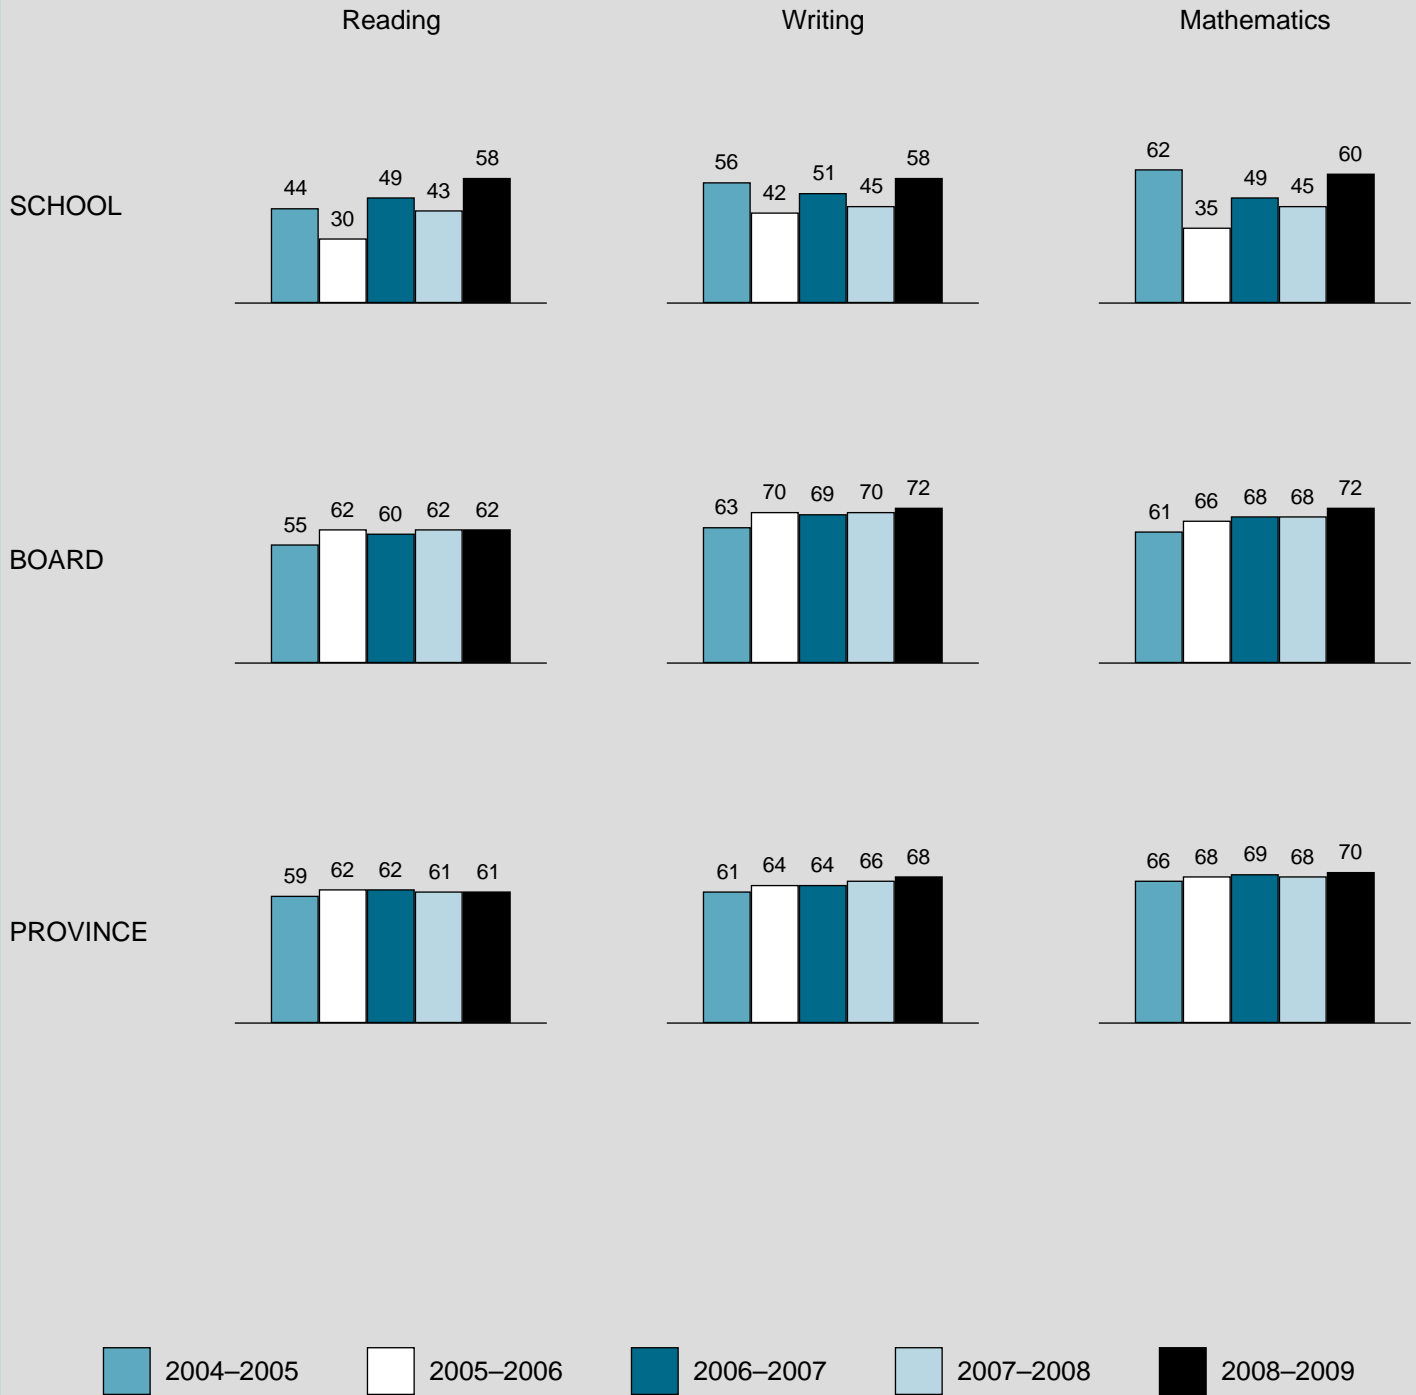 Reading Writing Mathematics
SCHOOL
44 30 49 43 58
56 42 51 45 58
62 35 49 45 60
BOARD
55 62 60 62 62
63 70 69 70 72
61 66 68 68 72
PROVINCE
59 62 62 61 61
61 64 64 66 68
66 68 69 68 70
2004–2005 2005–2006 2006–2007 2007–2008 2008–2009